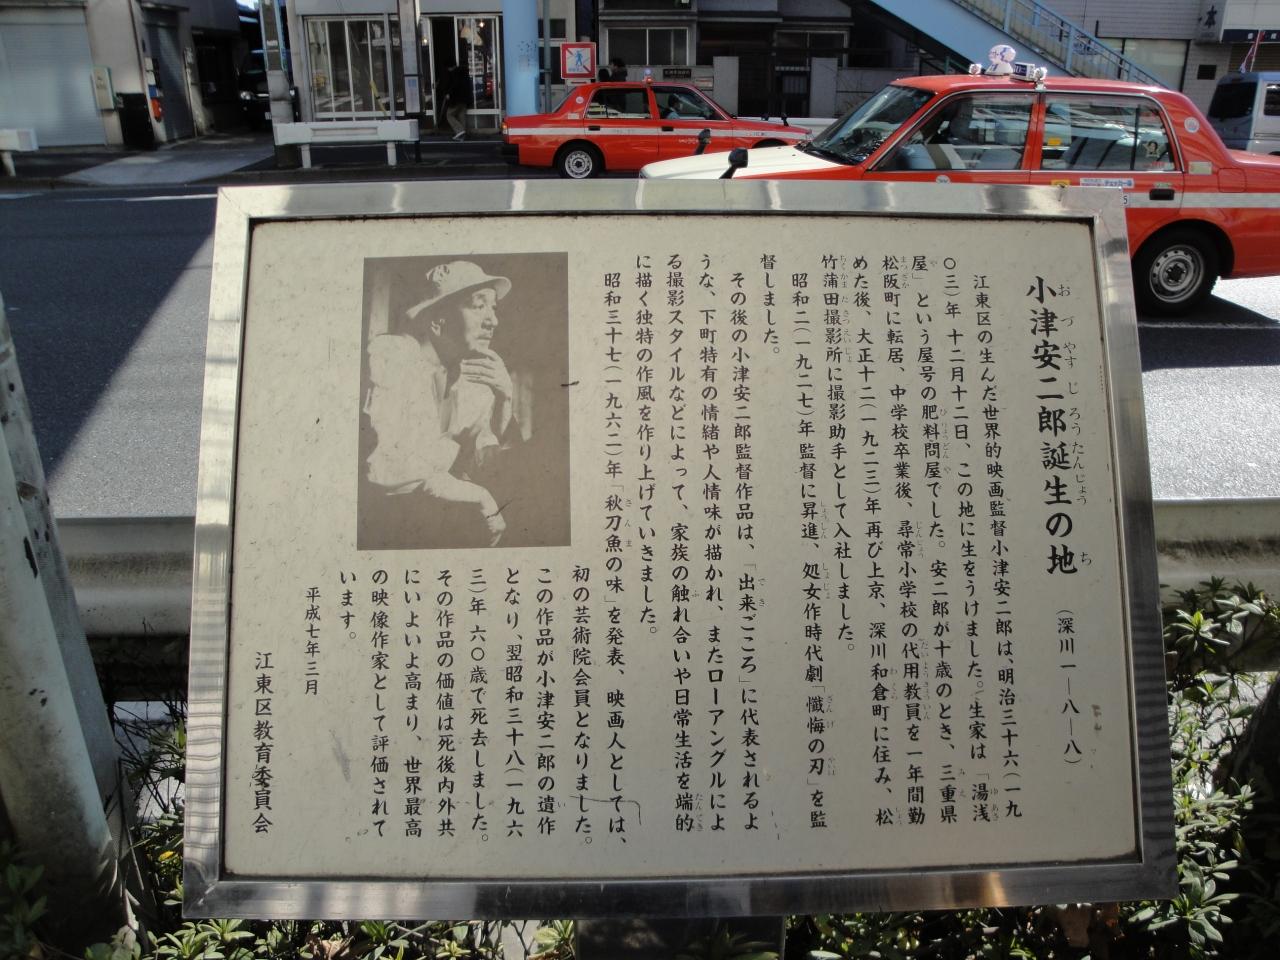 小津安二郎誕生の地 (深川一―八―八)
江東区の生んだ世界的映画監督小津安二郎は、明治三十六(一九
〇三)年 十二月十二日、この地に生をうけました。生家は「湯浅
屋」という屋号の肥料問屋でした。安二郎が十歳のとき、三重県
松阪町に転居、中学校卒業後、尋常小学校の代用教員を一年間勤
めた後、大正十二(一九二三)年再び上京、深川和倉町に住み、松
竹蒲田撮影所に撮影助手として入社しました。
昭和二(一九二七)年監督に昇進、処女作時代劇「懺悔の刃」を監
督しました。
その後の小津安二郎監督作品は、「出来ごころ」に代表されるよ
うな、下町特有の情緒や人情味が描かれ、またローアングルによ
る撮影スタイルなどによって、家族の触れ合いや日常生活を端的
に描く独特の作風を作り上げていきました。
昭和三十七(一九六二)年「秋刀魚の味」を発表、映画人としては、
初の芸術院会員となりました。
この作品が小津安二郎の遺作
となり、翌昭和三十八(一九六
三)年 六〇歳で死去しました。
その作品の価値は死後内外共
にいよいよ高まり、世界最高
の映像作家として評価されて
います。
平成七年三月
江東区教育委員会